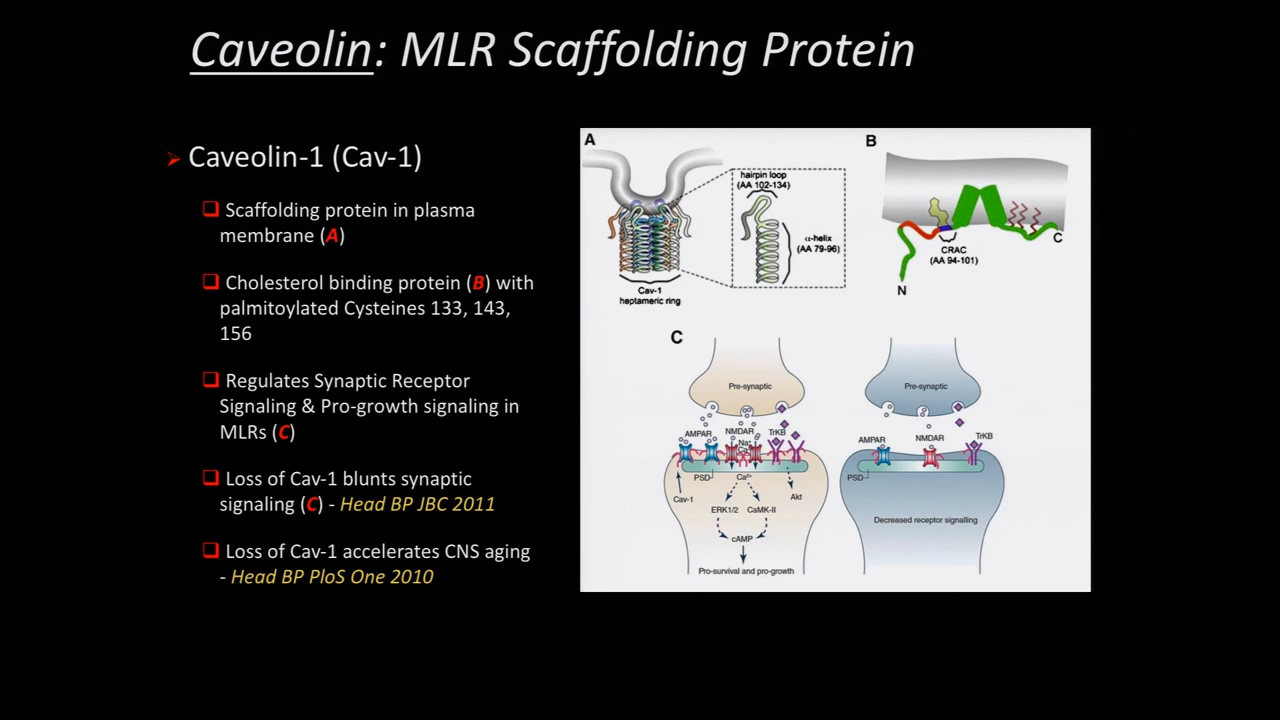 Caveolin: MLR Scaffolding Protein
Caveolin-1 (Cav-1)
Scaffolding protein in plasma
membrane (A)
Cholesterol binding protein (B) with
palmitoylated Cysteines 133, 143,
156
Regulates Synaptic Receptor
Signaling & Pro-growth signaling in
MLRs (C)
Loss of Cav-1 blunts synaptic
signaling (C) - Head BP JBC 2011
Loss of Cav-1 accelerates CNS aging
- Head BP PloS One 2010
A
hairpin loop
(AA 102-134)
α-helix
(AA 79-96)
Cav-1
heptameric ring
B
CRAC
(AA 94-101)
N
C
C
Pre-synaptic
AMPAR
NMDAR
TrKB
Na⁺
Ca²⁺
PSD
Ca²⁺
Cav-1
Akt
ERK1/2
CaMK-II
cAMP
Pro-survival and pro-growth
Pre-synaptic
AMPAR
NMDAR
TrKB
PSD
Decreased receptor signalling